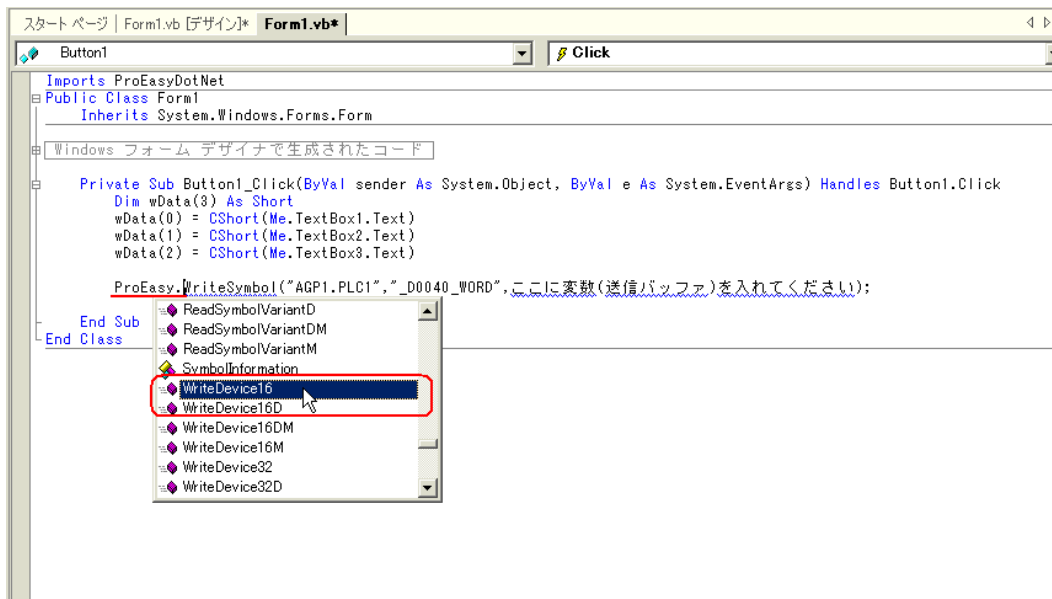 スタート ページ Form1.vb [デザイン]* Form1.vb*
Button1 Click
Imports ProEasyDotNet
Public Class Form1
Inherits System.Windows.Forms.Form
Windows フォーム デザイナで生成されたコード
Private Sub Button1_Click(ByVal sender As System.Object, ByVal e As System.EventArgs) Handles Button1.Click
Dim wData(3) As Short
wData(0) = CShort(Me.TextBox1.Text)
wData(1) = CShort(Me.TextBox2.Text)
wData(2) = CShort(Me.TextBox3.Text)
ProEasy.WriteSymbol("AGP1.PLC1","_D0040_WORD",ここに変数(送信バッファ)を入れてください);
ReadSymbolVariantD
End Sub
ReadSymbolVariantDM
End Class
ReadSymbolVariantM
SymbolInformation
WriteDevice16
WriteDevice16D
WriteDevice16DM
WriteDevice16M
WriteDevice32
WriteDevice32D